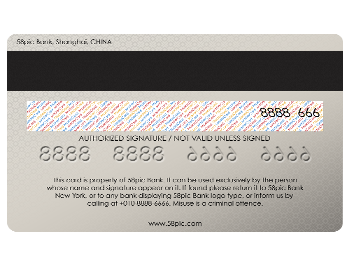 58pic Bank, Shanghai, CHINA
8888 666
AUTHORIZED SIGNATURE / NOT VALID UNLESS SIGNED
8888 8888 6666 6666
This card is property of 58pic Bank. It can be used exclusively by the person
whose name and signature appear on it. If found please return it to 58pic Bank
New York, or to any bank displaying 58pic Bank logo type, or inform us by
calling at +010 8888 6666. Misuse is a criminal offence.
www.58pic.com